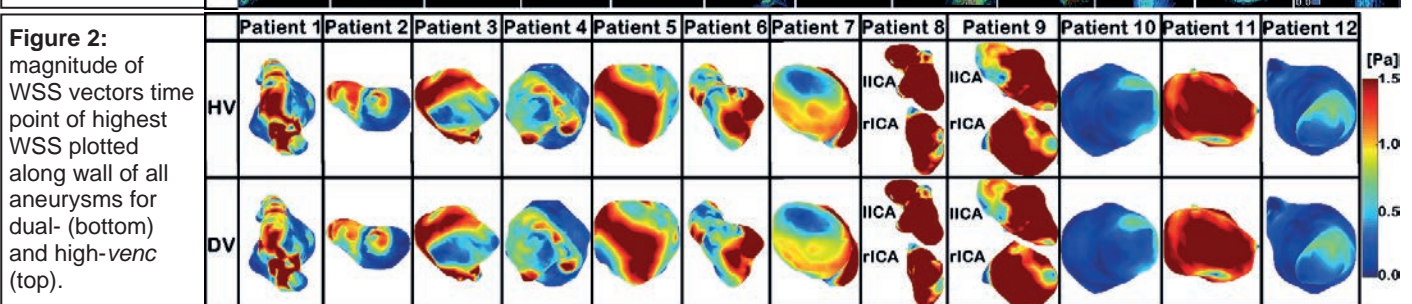 Figure 2:
magnitude of
WSS vectors time
point of highest
WSS plotted
along wall of all
aneurysms for
dual- (bottom)
and high-venc
(top).
Patient 1 Patient 2 Patient 3 Patient 4 Patient 5 Patient 6 Patient 7 Patient 8 Patient 9 Patient 10 Patient 11 Patient 12
[Pa]
HV
lICA
rICA
lICA
rICA
1.5
1.0
0.5
0.0
DV
lICA
rICA
lICA
rICA